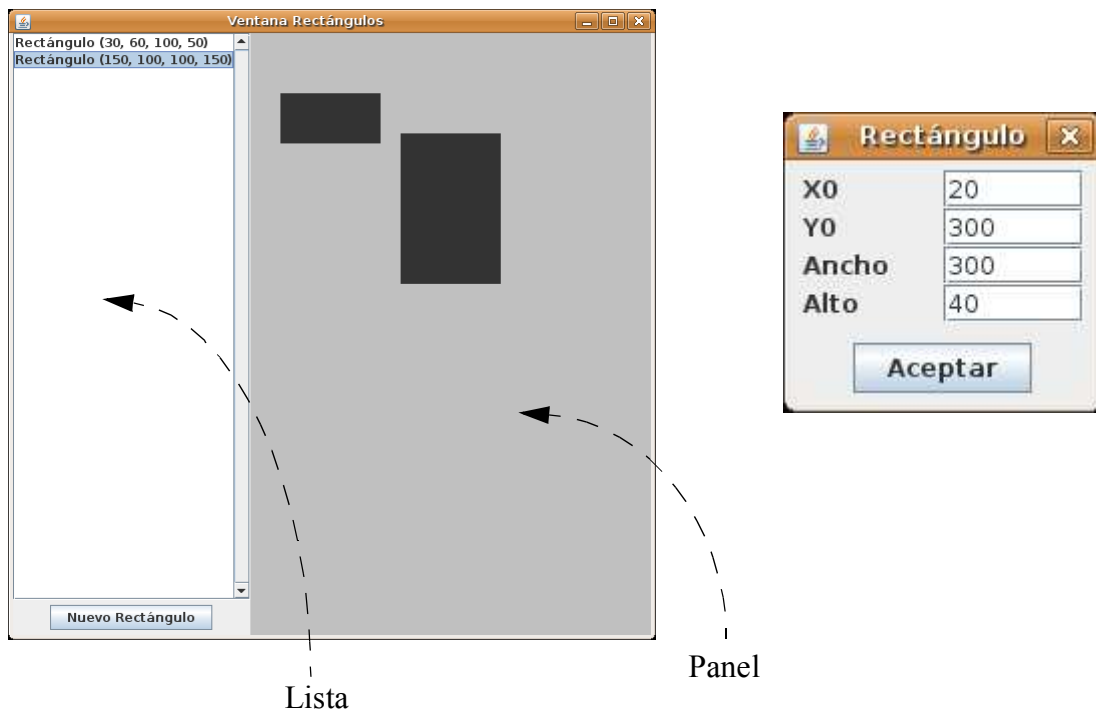 Ventana Rectángulos
Rectángulo (30, 60, 100, 50)
Rectángulo (150, 100, 100, 150)
Nuevo Rectángulo
Lista
Panel
Rectángulo
X0 20
Y0 300
Ancho 300
Alto 40
Aceptar